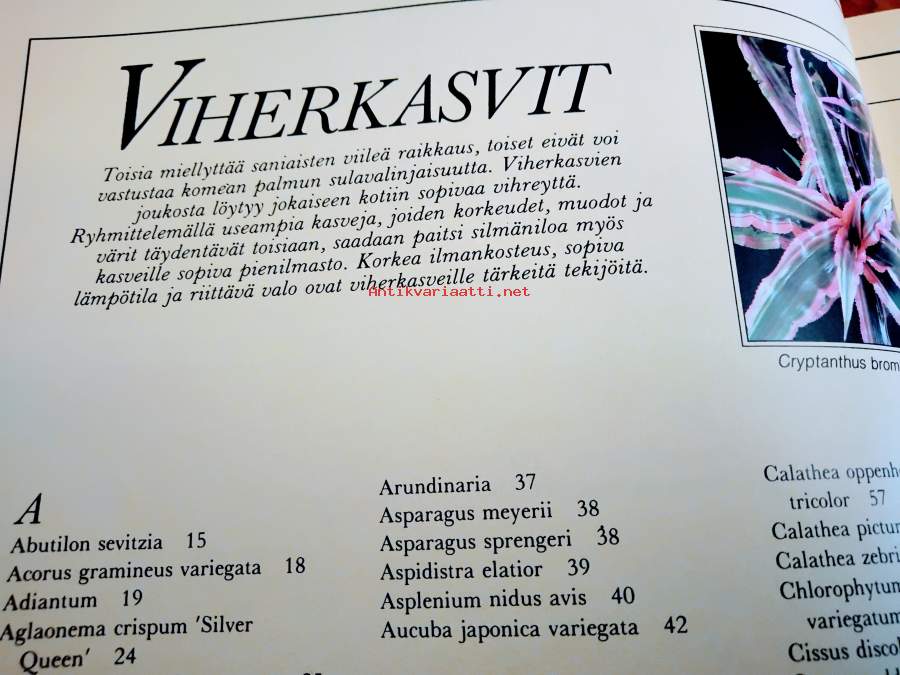 VIHERKASVIT
Toisia miellyttää saniaisten viileä raikkaus, toiset eivät voi
vastustaa komean palmun sulavalinjaisuutta. Viherkasvien
joukosta löytyy jokaiseen kotiin sopivaa vihreyttä.
Ryhmittelemällä useampia kasveja, joiden korkeudet, muodot ja
värit täydentävät toisiaan, saadaan paitsi silmäniloa myös
kasveille sopiva pienilmasto. Korkea ilmankosteus, sopiva
lämpötila ja riittävä valo ovat viherkasveille tärkeitä tekijöitä.
Antikvariaatti.net
Cryptanthus brom
A
Abutilon sevitzia 15
Acorus gramineus variegata 18
Adiantum 19
Aglaonema crispum 'Silver
Queen' 24
Arundinaria 37
Asparagus meyerii 38
Asparagus sprengeri 38
Aspidistra elatior 39
Asplenium nidus avis 40
Aucuba japonica variegata 42
Calathea oppenhe
tricolor 57
Calathea pictur
Calathea zebri
Chlorophytum
variegatum
Cissus discol